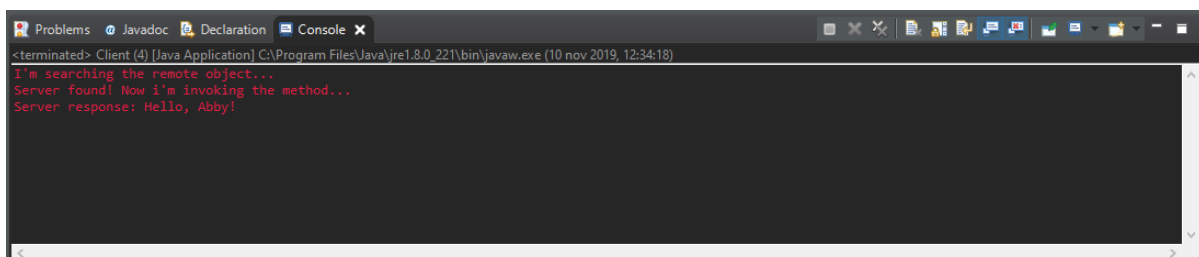 Problems @ Javadoc Declaration Console
<terminated> Client (4) [Java Application] C:\Program Files\Java\jre1.8.0_221\bin\javaw.exe (10 nov 2019, 12:34:18)
I'm searching the remote object...
Server found! Now i'm invoking the method...
Server response: Hello, Abby!